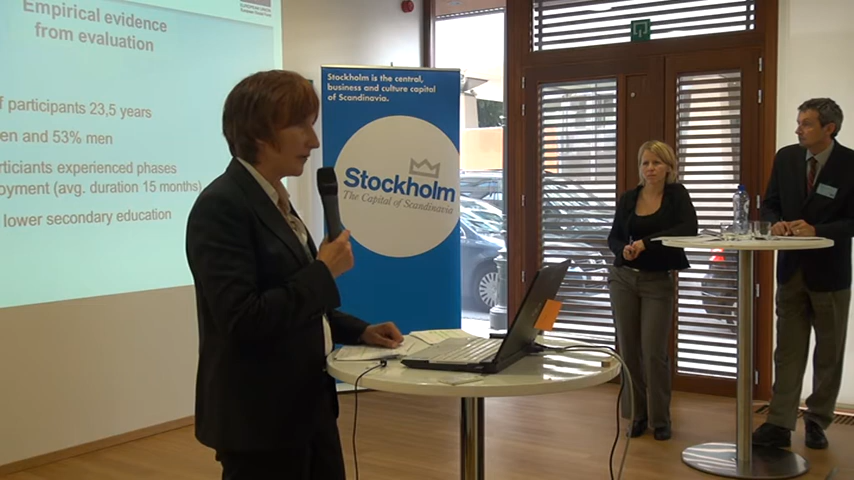 Empirical evidence
from evaluation
EUROPEAN UNION
f participants 23,5 years
en and 53% men
rticiants experienced phases
oyment (avg. duration 15 months)
lower secondary education
Stockholm is the central,
business and culture capital
of Scandinavia.
Stockholm
The Capital of Scandinavia